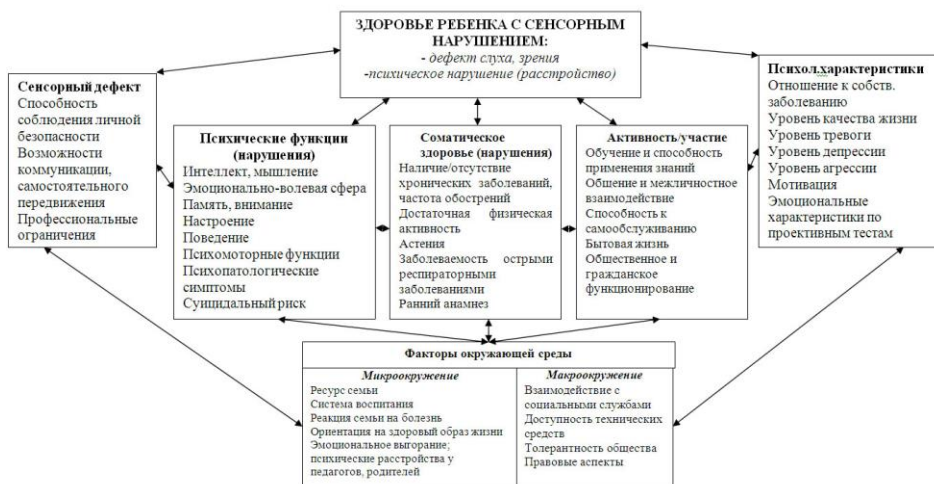 ЗДОРОВЬЕ РЕБЕНКА С СЕНСОРНЫМ
НАРУШЕНИЕМ:
- дефект слуха, зрения
-психическое нарушение (расстройство)
Сенсорный дефект
Способность
соблюдения личной
безопасности
Возможности
коммуникации,
самостоятельного
передвижения
Профессиональные
ограничения
Психические функции
(нарушения)
Интеллект, мышление
Эмоционально-волевая сфера
Память, внимание
Настроение
Поведение
Психомоторные функции
Психопатологические
симптомы
Суицидальный риск
Соматическое
здоровье (нарушения)
Наличие/отсутствие
хронических заболеваний,
частота обострений
Достаточная физическая
активность
Астения
Заболеваемость острыми
респираторными
заболеваниями
Ранний анамнез
Активность/участие
Обучение и способность
применения знаний
Общение и межличностное
взаимодействие
Способность к
самообслуживанию
Бытовая жизнь
Общественное и
гражданское
функционирование
Психол.характеристики
Отношение к собств.
заболеванию
Уровень качества жизни
Уровень тревоги
Уровень депрессии
Уровень агрессии
Мотивация
Эмоциональные
характеристики по
проективным тестам
Факторы окружающей среды
Микроокружение
Ресурс семьи
Система воспитания
Реакция семьи на болезнь
Ориентация на здоровый образ жизни
Эмоциональное выгорание;
психические расстройства у
педагогов, родителей
Макроокружение
Взаимодействие с
социальными службами
Доступность технических
средств
Толерантность общества
Правовые аспекты